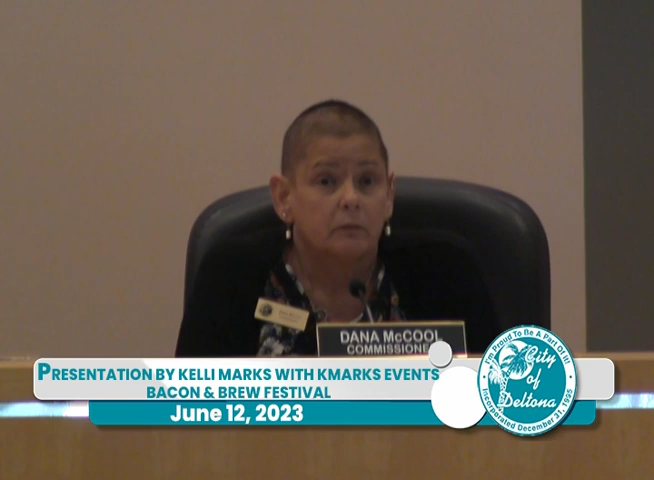 DANA McCOOL
COMMISSIONE
PRESENTATION BY KELLI MARKS WITH KMARKS EVENTS
BACON & BREW FESTIVAL
June 12, 2023
I'm Proud To Be A Part Of It!
City
of
Deltona
Incorporated December 31, 1995